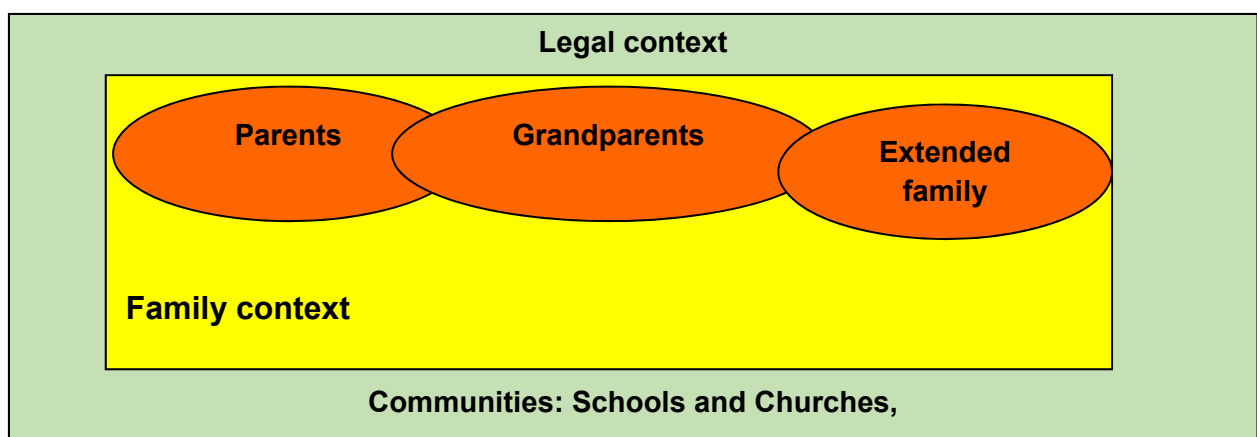 Legal context
Parents
Grandparents
Extended
family
Family context
Communities: Schools and Churches,